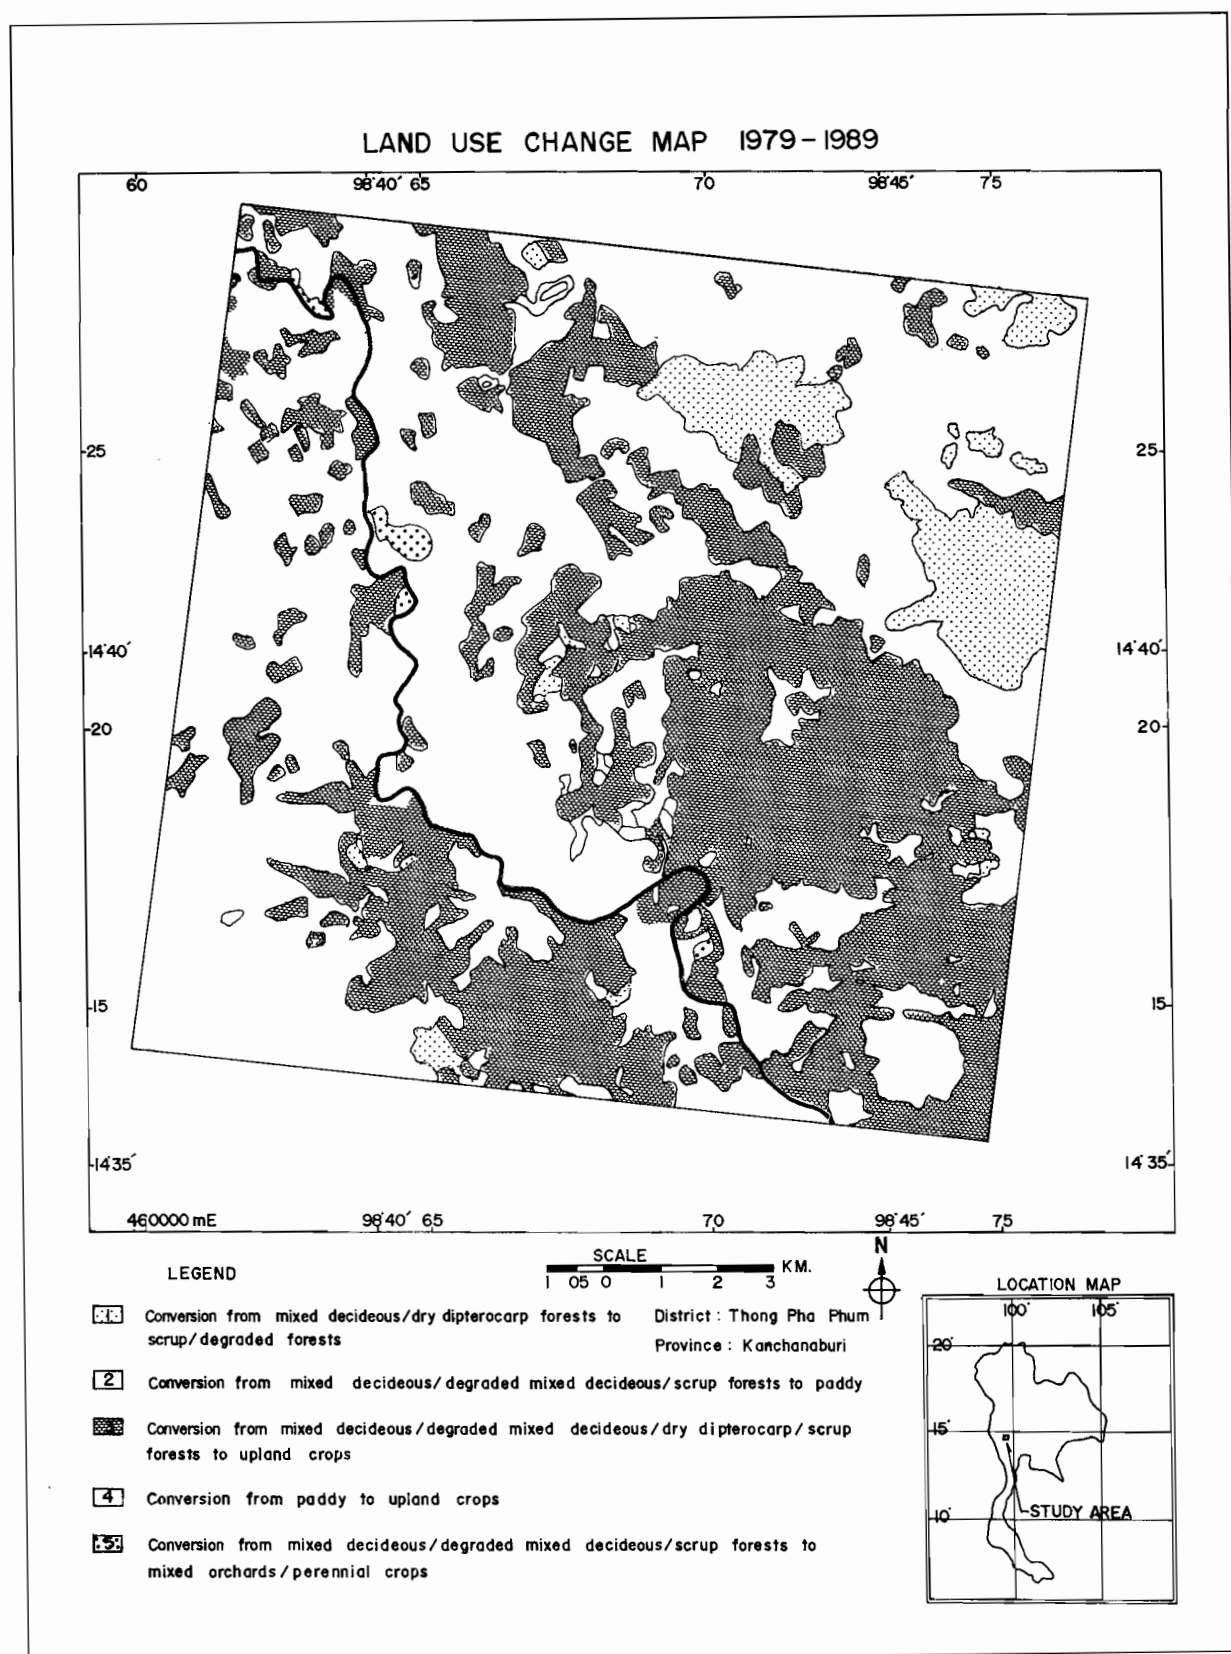 LAND USE CHANGE MAP 1979-1989
60 98°40′ 65 70 98°45′ 75
25 25
14°40′ 14°40′
20 20
15 15
14°35′ 14°35′
460000 mE 98°40′ 65 70 98°45′ 75
LEGEND
SCALE
1 05 0 1 2 3 KM.
N
1 Conversion from mixed decideous/dry dipterocarp forests to
scrup/degraded forests
District : Thong Pha Phum
Province : Kanchanaburi
2 Conversion from mixed decideous/degraded mixed decideous/scrup forests to paddy
3 Conversion from mixed decideous/degraded mixed decideous/dry dipterocarp/scrup
forests to upland crops
4 Conversion from paddy to upland crops
5 Conversion from mixed decideous/degraded mixed decideous/scrup forests to
mixed orchards/perennial crops
LOCATION MAP
100° 105°
20°
15°
10°
STUDY AREA